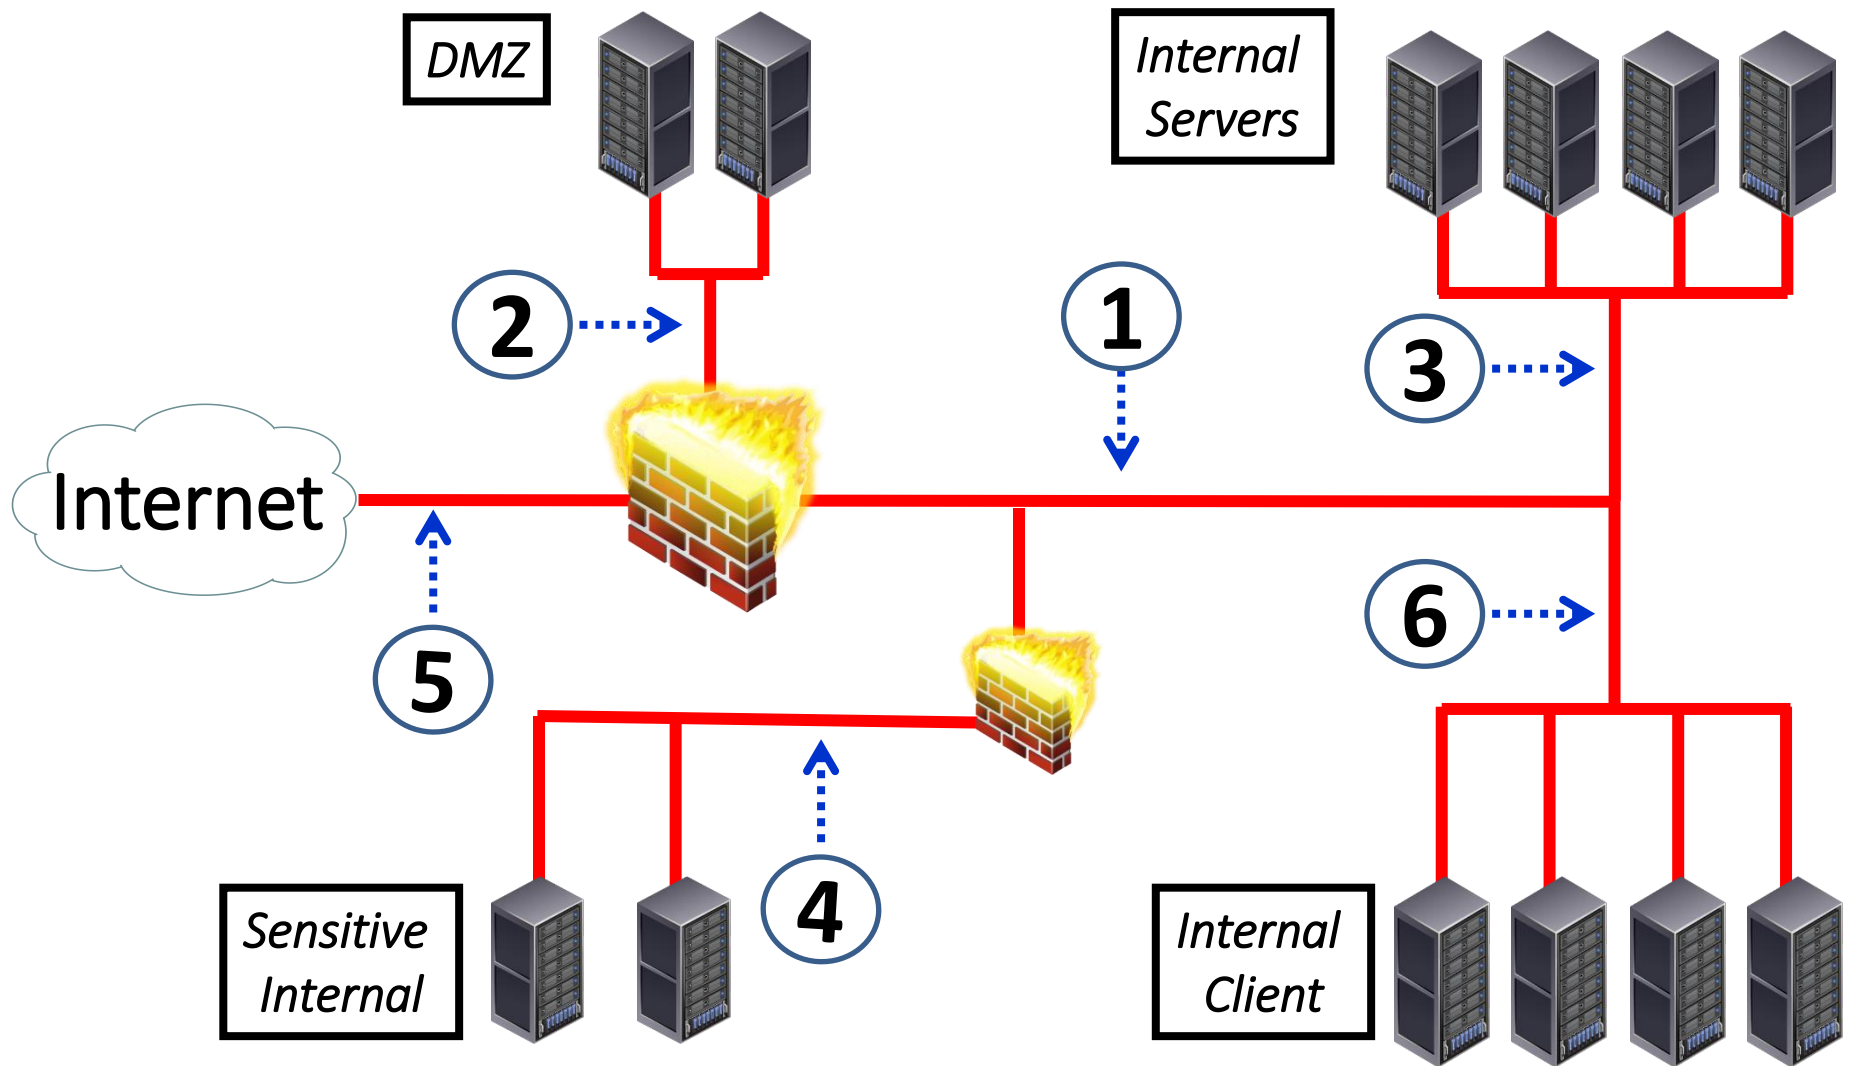 DMZ
Internal
Servers
2
1
3
Internet
5
6
4
Sensitive
Internal
Internal
Client